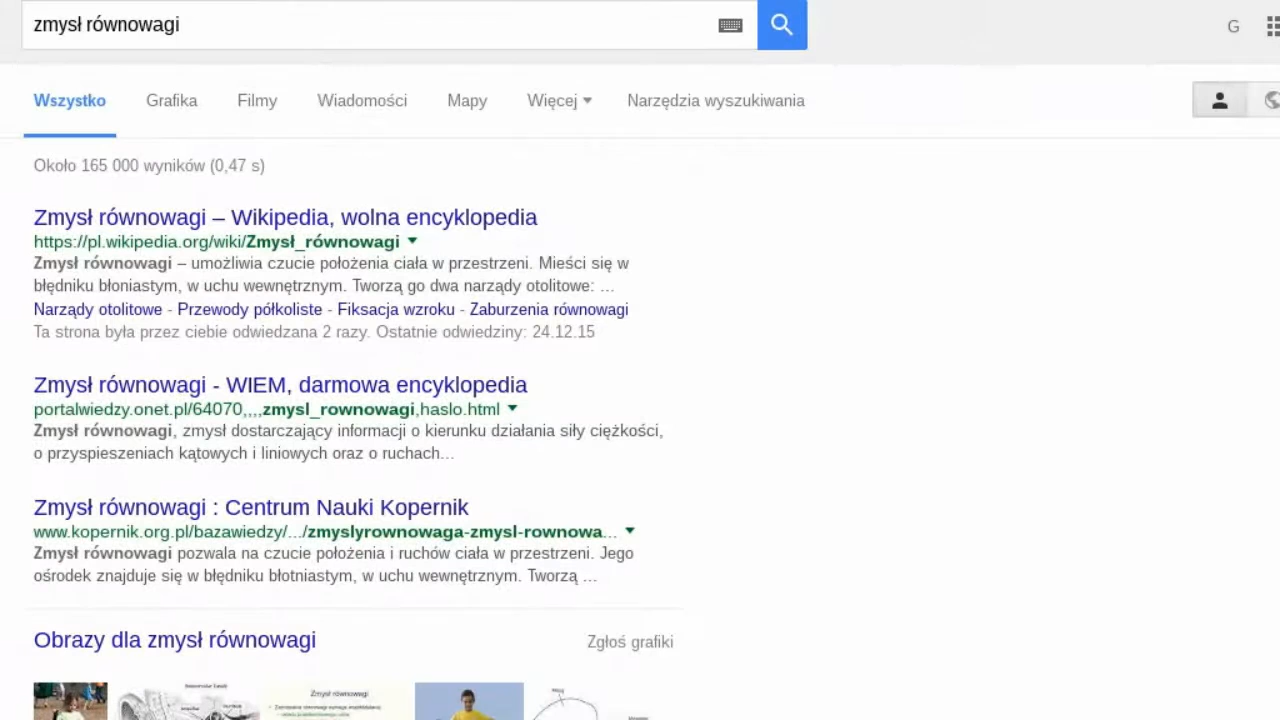 zmysł równowagi
G
Wszystko Grafika Filmy Wiadomości Mapy Więcej Narzędzia wyszukiwania
Około 165 000 wyników (0,47 s)
Zmysł równowagi – Wikipedia, wolna encyklopedia
https://pl.wikipedia.org/wiki/Zmysł_równowagi
Zmysł równowagi – umożliwia czucie położenia ciała w przestrzeni. Mieści się w
błędniku błoniastym, w uchu wewnętrznym. Tworzą go dwa narządy otolitowe: ...
Narządy otolitowe - Przewody półkoliste - Fiksacja wzroku - Zaburzenia równowagi
Ta strona była przez ciebie odwiedzana 2 razy. Ostatnie odwiedziny: 24.12.15
Zmysł równowagi - WIEM, darmowa encyklopedia
portalwiedzy.onet.pl/64070,,,,zmysl_rownowagi,haslo.html
Zmysł równowagi, zmysł dostarczający informacji o kierunku działania siły ciężkości,
o przyspieszeniach kątowych i liniowych oraz o ruchach...
Zmysł równowagi : Centrum Nauki Kopernik
www.kopernik.org.pl/bazawiedzy/.../zmyslyrownowaga-zmysl-rownowa...
Zmysł równowagi pozwala na czucie położenia i ruchów ciała w przestrzeni. Jego
ośrodek znajduje się w błędniku błotniastym, w uchu wewnętrznym. Tworzą ...
Obrazy dla zmysł równowagi
Zgłoś grafiki
Zmysł równowagi